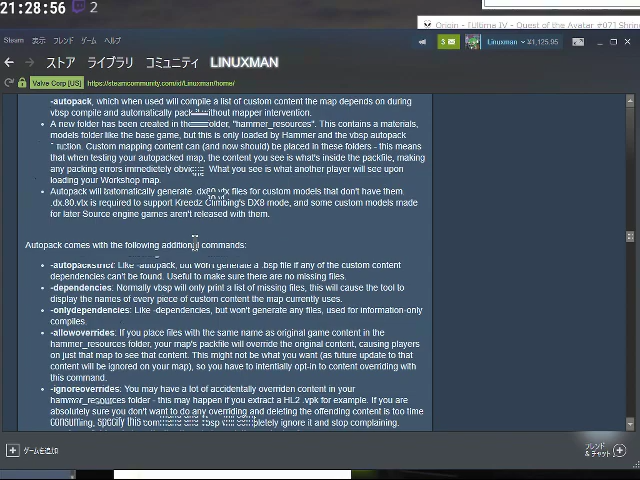 21:28:56 2
Origin - [Ultima IV - Quest of the Avatar #07] Shrin
Steam 表示 フレンド ゲーム ヘルプ
3 Linuxman ¥1,125.95
ストア ライブラリ コミュニティ LINUXMAN
Valve Corp [US] https://steamcommunity.com/id/Linuxman/home/
-autopack, which when used will compile a list of custom content the map depends on during
vbsp compile and automatically pack without mapper intervention.
A new folder has been created in the folder, "hammer_resources". This contains a materials,
models folder like the base game, but this is only loaded by Hammer and the vbsp autopack
function. Custom mapping content can (and now should) be placed in these folders - this means
that when testing your autopacked map, the content you see is what's inside the packfile, making
any packing errors immediately obvious. What you see is what another player will see upon
loading your Workshop map.
Autopack will automatically generate .dx80.vtx files for custom models that don't have them.
.dx.80.vtx is required to support Kreedz Climbing's DX8 mode, and some custom models made
for later Source engine games aren't released with them.
Autopack comes with the following additional commands:
-autopackstrict: Like -autopack, but won't generate a .bsp file if any of the custom content
dependencies can't be found. Useful to make sure there are no missing files.
-dependencies: Normally vbsp will only print a list of missing files, this will cause the tool to
display the names of every piece of custom content the map currently uses.
-onlydependencies: Like -dependencies, but won't generate any files, used for information-only
compiles.
-allowoverrides: If you place files with the same name as original game content in the
hammer_resources folder, your map's packfile will override the original content, causing players
on just that map to see that content. This might not be what you want (as future update to that
content will be ignored on your map), so you have to intentionally opt-in to content overriding with
this command.
-ignoreoverrides: You may have a lot of accidentally overriden content in your
hammer_resources folder - this may happen if you extract a HL2 .vpk for example. If you are
absolutely sure you don't want to do any overriding and deleting the offending content is too time
consuming, specify this command and vbsp will completely ignore it and stop complaining.
ゲームを追加
フレンド
& チャット